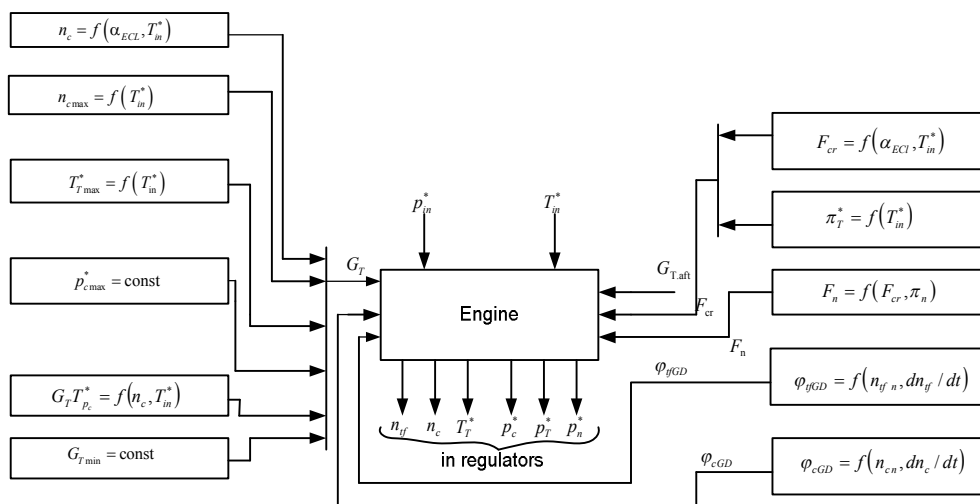 n_c = f(α_ECL, T*_in)
n_cmax = f(T*_in)
T*_Tmax = f(T*_in)
p*_cmax = const
G_T T*_p_c = f(n_c, T*_in)
G_Tmin = const
G_T
p*_in
T*_in
Engine
G_T.aft
F_cr
F_n
φ_tfGD
φ_cGD
n_tf n_c T*_T p*_c p*_T p*_n
in regulators
F_cr = f(α_ECl, T*_in)
π*_T = f(T*_in)
F_n = f(F_cr, π_n)
φ_tfGD = f(n_tf n, dn_tf/dt)
φ_cGD = f(n_cn, dn_c/dt)